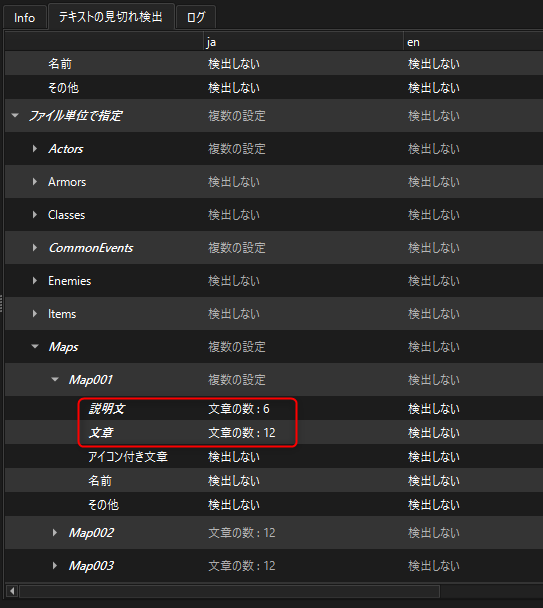 Info テキストの見切れ検出 ログ
ja en
名前 検出しない 検出しない
その他 検出しない 検出しない
ファイル単位で指定 複数の設定 検出しない
Actors 複数の設定 検出しない
Armors 検出しない 検出しない
Classes 検出しない 検出しない
CommonEvents 複数の設定 検出しない
Enemies 検出しない 検出しない
Items 検出しない 検出しない
Maps 複数の設定 検出しない
Map001 複数の設定 検出しない
説明文 文章の数 : 6 検出しない
文章 文章の数 : 12 検出しない
アイコン付き文章 検出しない 検出しない
名前 検出しない 検出しない
その他 検出しない 検出しない
Map002 文章の数 : 12 検出しない
Map003 文章の数 : 12 検出しない